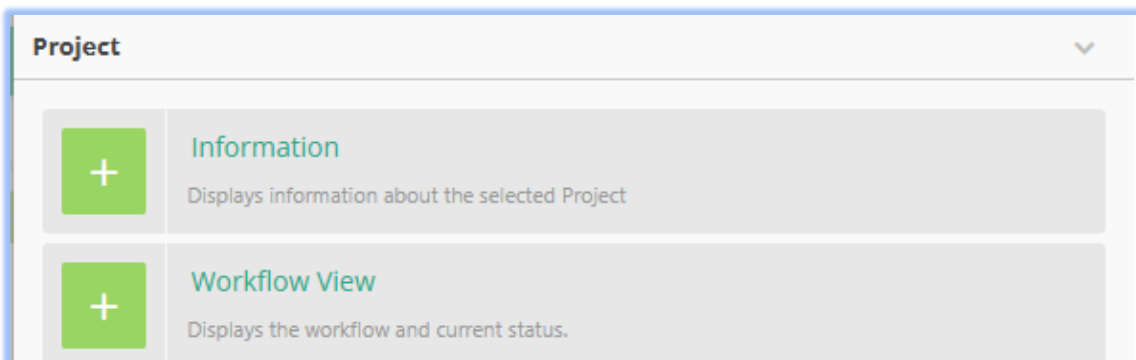 Project
Information
Displays information about the selected Project
Workflow View
Displays the workflow and current status.